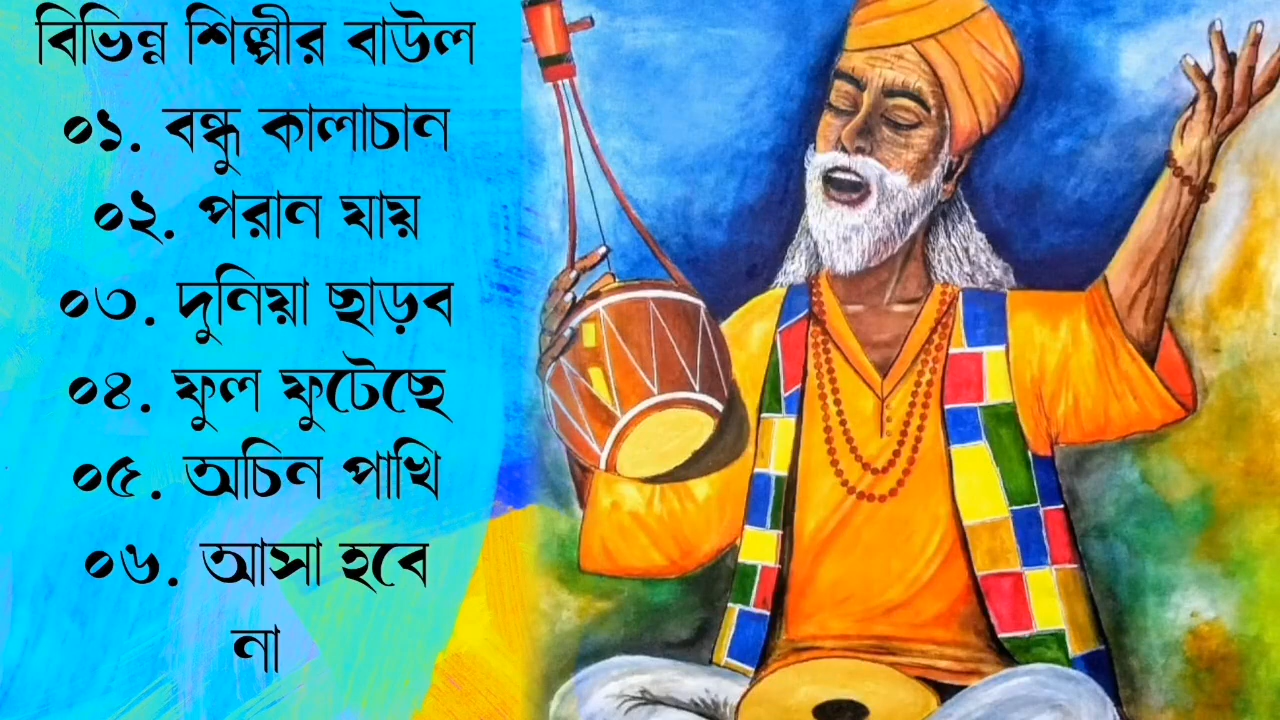 বিভিন্ন শিল্পীর বাউল
০১. বন্ধু কালাচান
০২. পরান যায়
০৩. দুনিয়া ছাড়ব
০৪. ফুল ফুটেছে
০৫. অচিন পাখি
০৬. আসা হবে
না